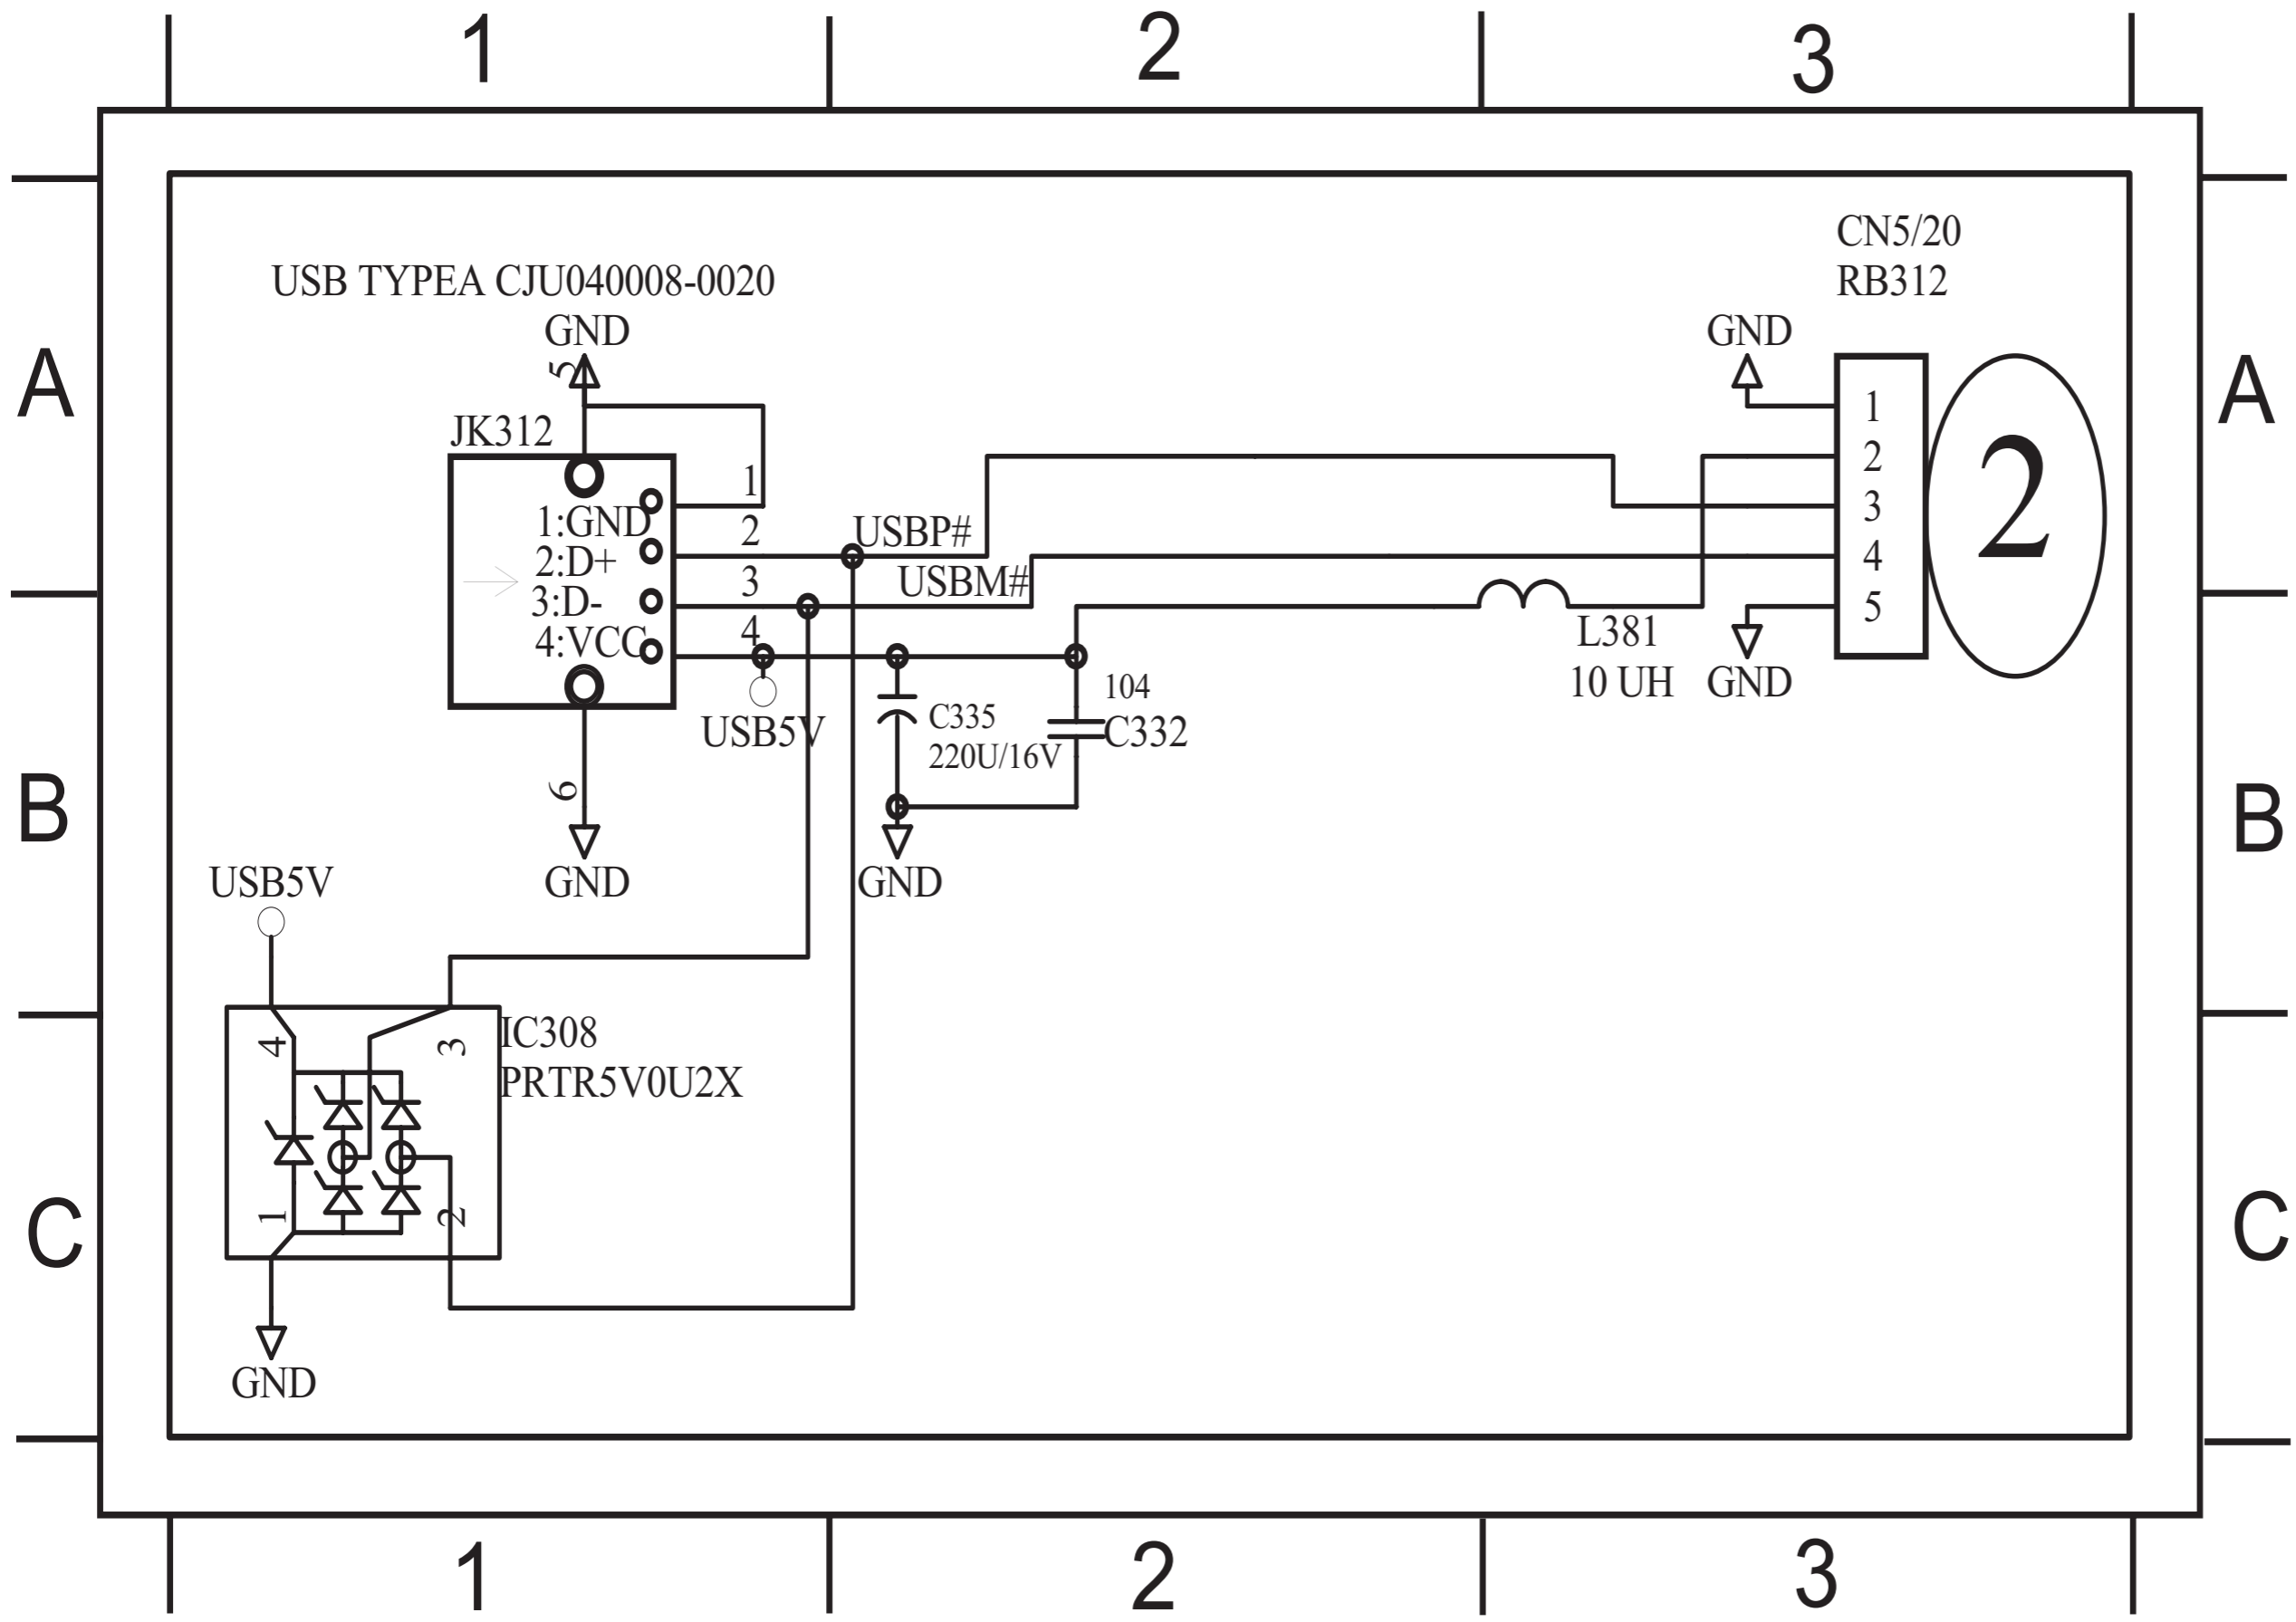 1 2 3
CN5/20
RB312
USB TYPEA CJU040008-0020
GND
GND
5
A
A
JK312
1
2
3
4
5
2
1
2
3
4
1:GND
2:D+
3:D-
4:VCC
USBP#
USBM#
L381
10 UH
GND
USB5V
C335
220U/16V
104
C332
6
B
B
GND
GND
USB5V
IC308
PRTR5V0U2X
4
3
1
2
C
C
GND
1 2 3